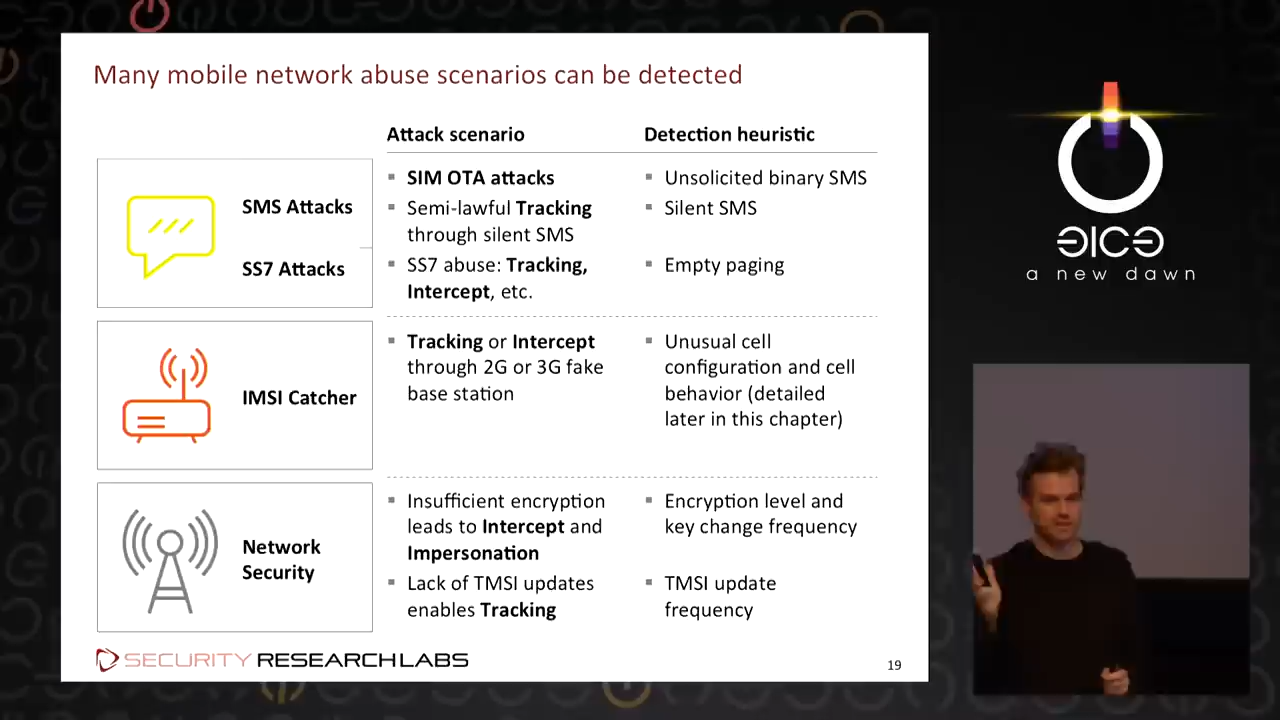 Many mobile network abuse scenarios can be detected
Attack scenario
Detection heuristic
SMS Attacks
SS7 Attacks
▪ SIM OTA attacks
▪ Unsolicited binary SMS
▪ Semi-lawful Tracking
through silent SMS
▪ Silent SMS
▪ SS7 abuse: Tracking,
Intercept, etc.
▪ Empty paging
IMSI Catcher
▪ Tracking or Intercept
through 2G or 3G fake
base station
▪ Unusual cell
configuration and cell
behavior (detailed
later in this chapter)
Network
Security
▪ Insufficient encryption
leads to Intercept and
Impersonation
▪ Encryption level and
key change frequency
▪ Lack of TMSI updates
enables Tracking
▪ TMSI update
frequency
SECURITY RESEARCH LABS
19
a new dawn